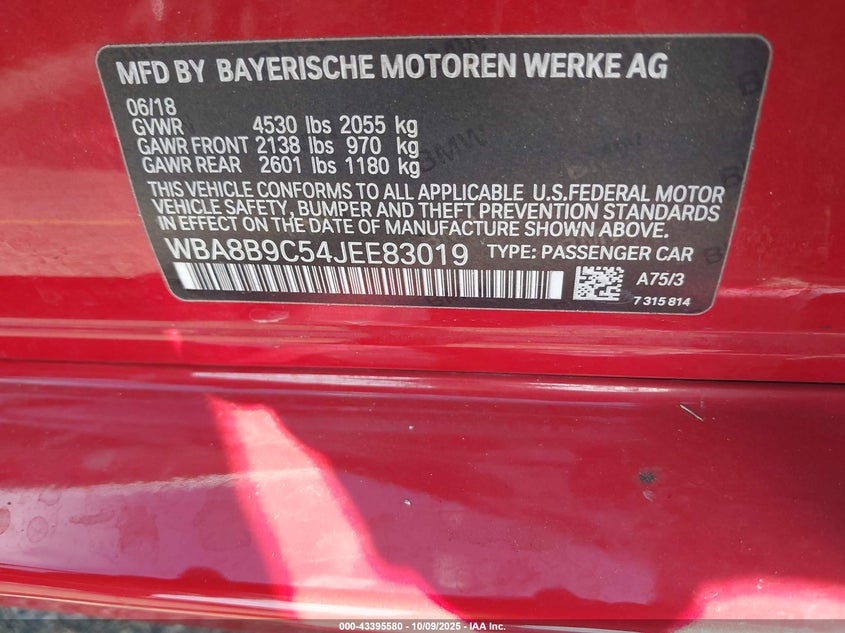 MFD BY BAYERISCHE MOTOREN WERKE AG
06/18
GVWR 4530 lbs 2055 kg
GAWR FRONT 2138 lbs 970 kg
GAWR REAR 2601 lbs 1180 kg
THIS VEHICLE CONFORMS TO ALL APPLICABLE U.S.FEDERAL MOTOR
VEHICLE SAFETY, BUMPER AND THEFT PREVENTION STANDARDS
IN EFFECT ON THE DATE OF MANUFACTURE SHOWN ABOVE.
WBA8B9C54JEE83019 TYPE: PASSENGER CAR
A75/3
7 315 814
000-43395580 - 10/09/2025 - IAA Inc.